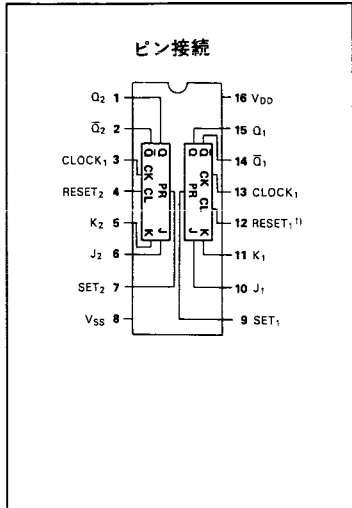 ピン接続
Q₂ 1
Q̅₂ 2
CLOCK₁ 3
RESET₂ 4
K₂ 5
J₂ 6
SET₂ 7
VSS 8
16 VDD
15 Q₁
14 Q̅₁
13 CLOCK₁
12 RESET₁ ¹⁾
11 K₁
10 J₁
9 SET₁
Q̅ Q
CK
CL PR
K J
Q Q̅
CK
PR CL
J K